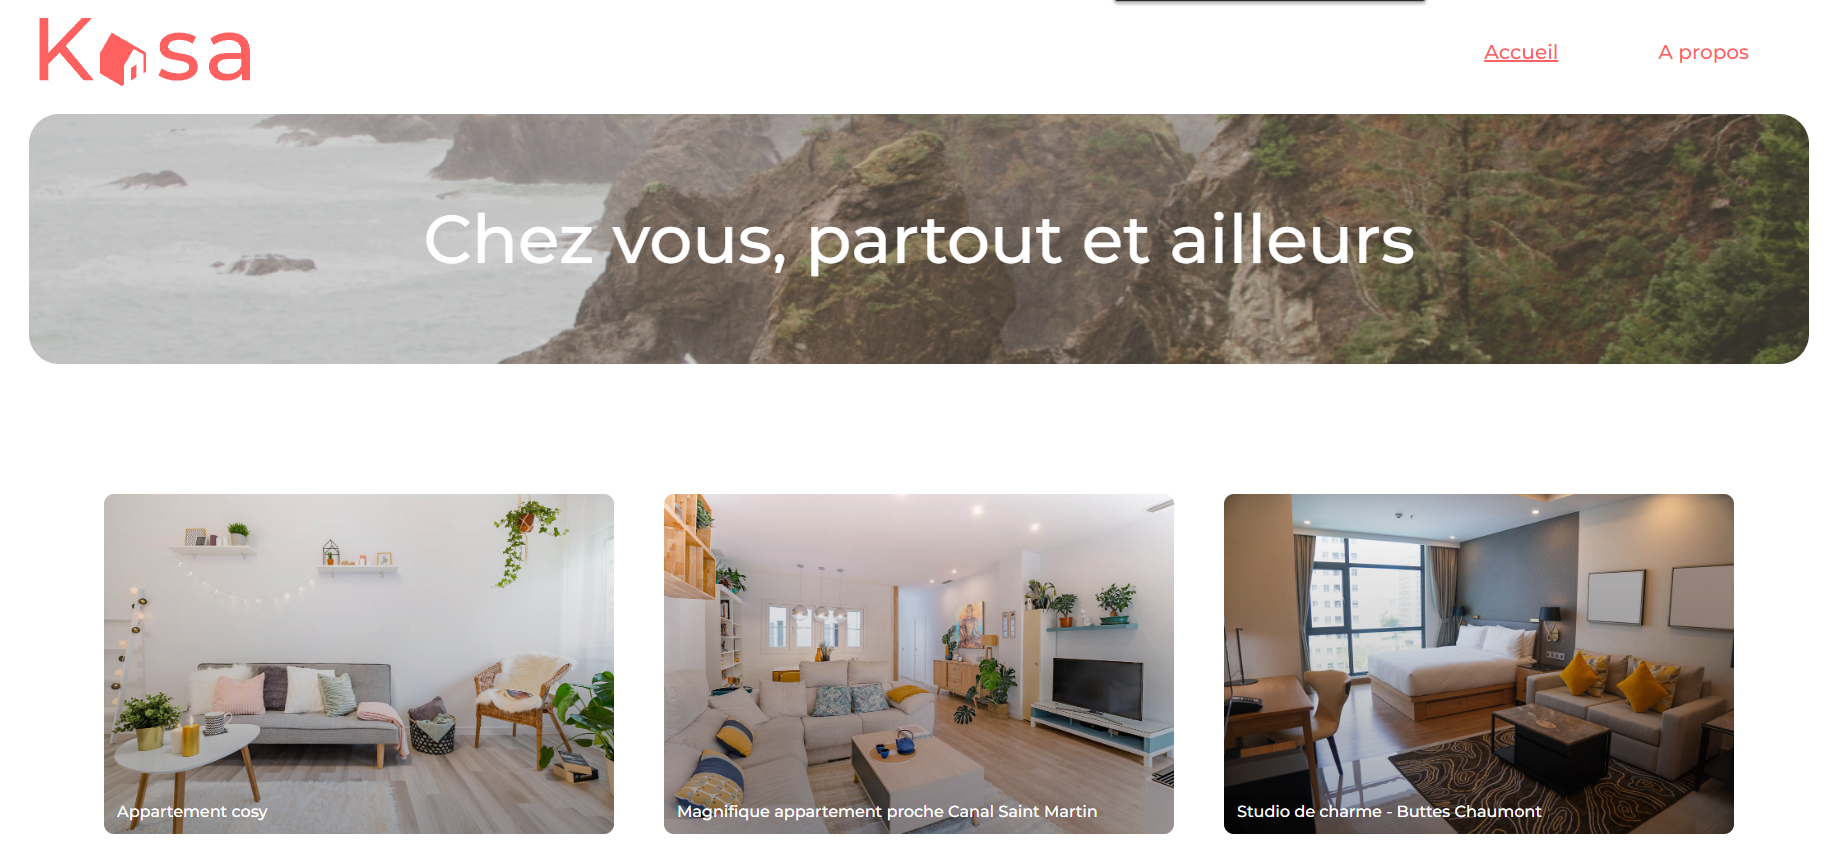 Kasa
Accueil
A propos
Chez vous, partout et ailleurs
Appartement cosy
Magnifique appartement proche Canal Saint Martin
Studio de charme - Buttes Chaumont